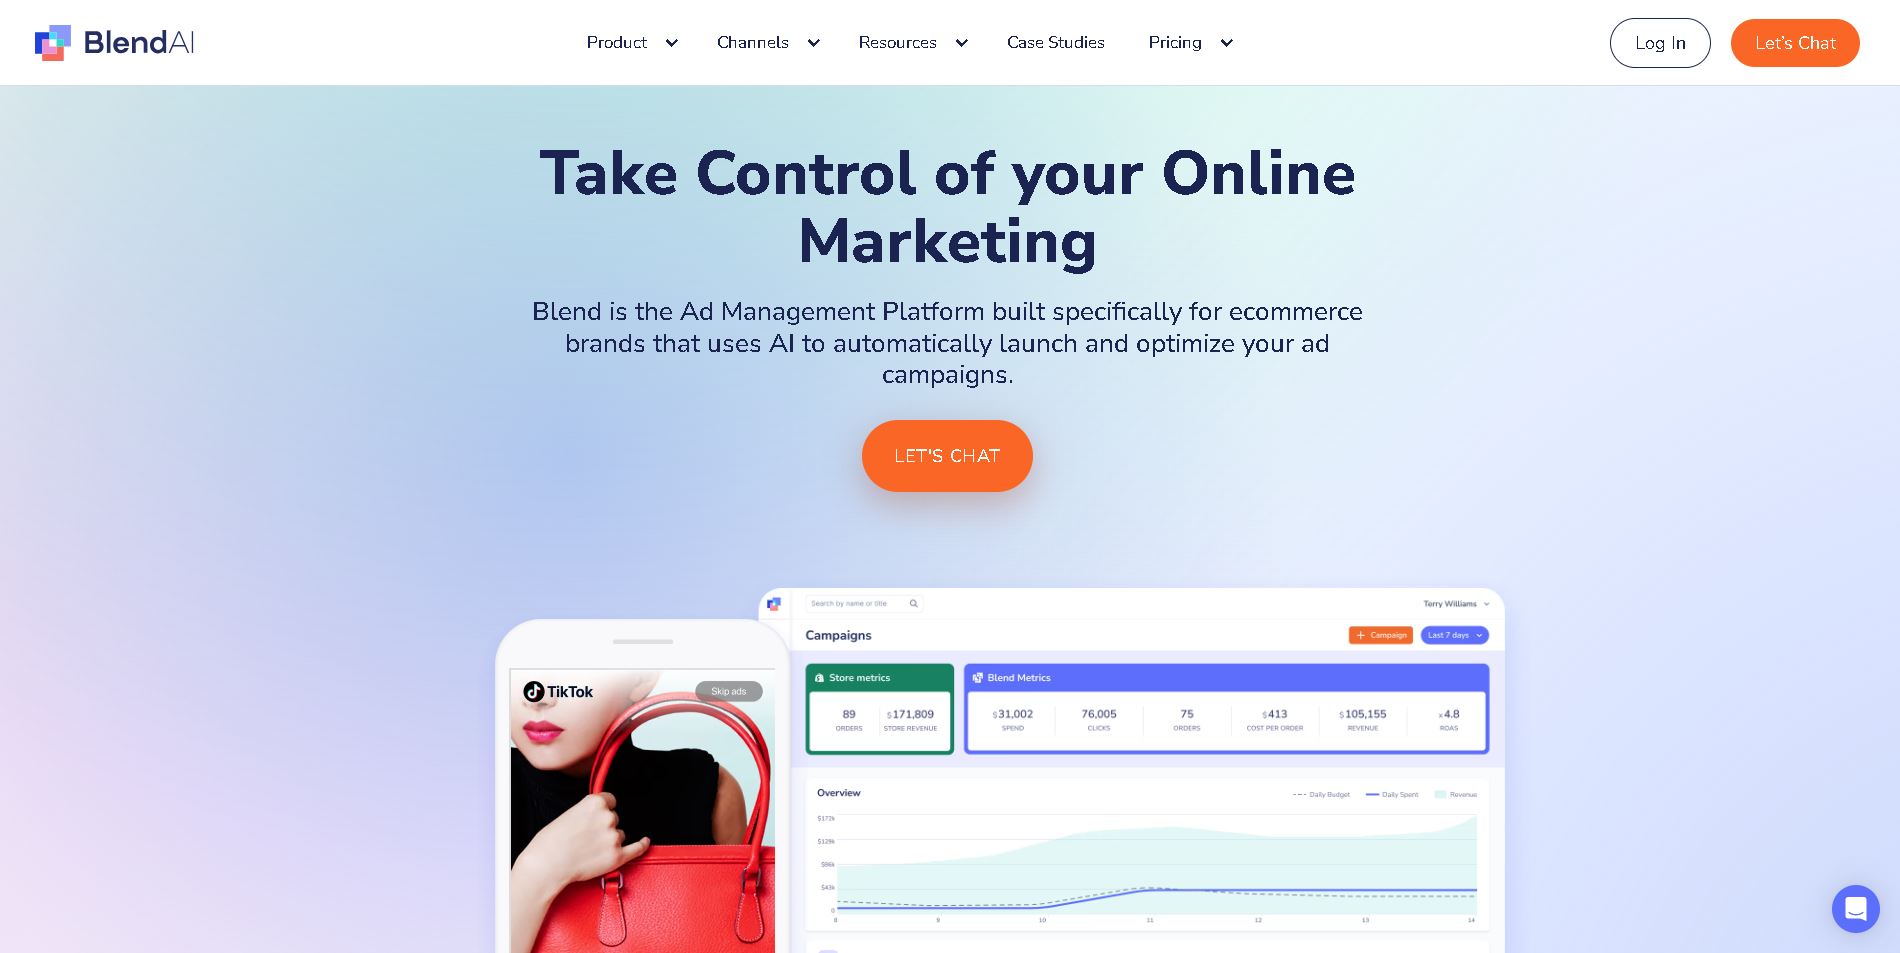 BlendAI
Product
Channels
Resources
Case Studies
Pricing
Log In
Let's Chat
Take Control of your Online
Marketing
Blend is the Ad Management Platform built specifically for ecommerce
brands that uses AI to automatically launch and optimize your ad
campaigns.
LET'S CHAT
TikTok
Skip ads
Search by name or title
Terry Williams
Campaigns
+ Campaign
Last 7 days
Store metrics
89
ORDERS
$171,809
STORE REVENUE
Blend Metrics
$31,002
SPEND
76,005
CLICKS
75
ORDERS
$413
COST PER ORDER
$105,155
REVENUE
x4.8
ROAS
Overview
Daily Budget
Daily Spent
Revenue
$172k
$129k
$86k
$43k
0
8 9 10 11 12 13 14